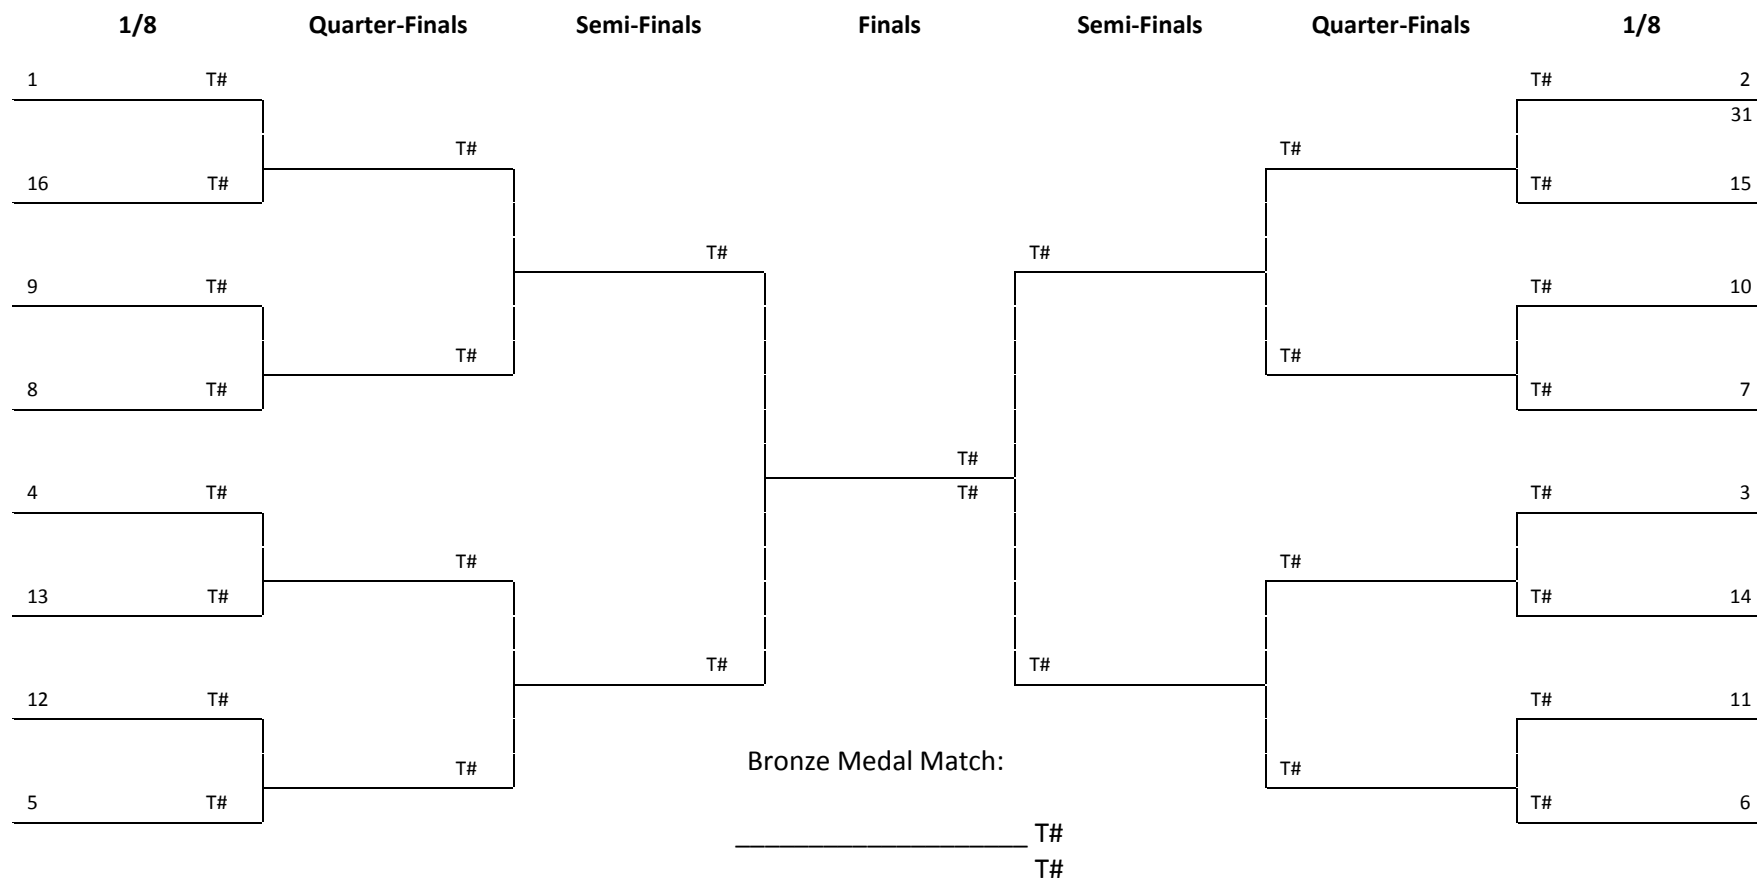 1/8 Quarter-Finals Semi-Finals Finals Semi-Finals Quarter-Finals 1/8
1 T# T# 2
31
T# T#
16 T# T# 15
T# T#
9 T# T# 10
T# T#
8 T# T# 7
T#
4 T# T# T# 3
T# T#
13 T# T# 14
T# T#
12 T# T# 11
Bronze Medal Match:
T# T#
5 T# T# 6
____________________ T#
T#